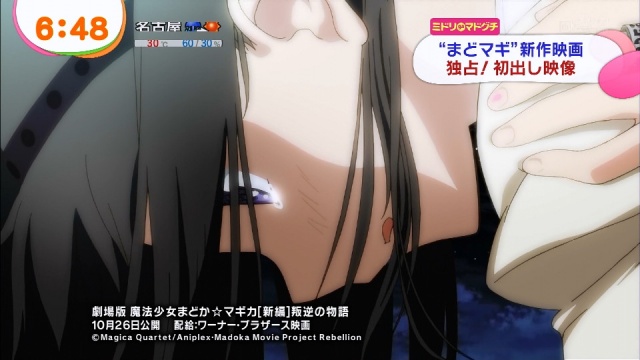 6:48
名古屋
30℃ 60/30%
ミドリのマドグチ
“まどマギ”新作映画
独占！初出し映像
劇場版 魔法少女まどか☆マギカ[新編]叛逆の物語
10月26日公開　配給:ワーナー・ブラザース映画
©Magica Quartet/Aniplex・Madoka Movie Project Rebellion